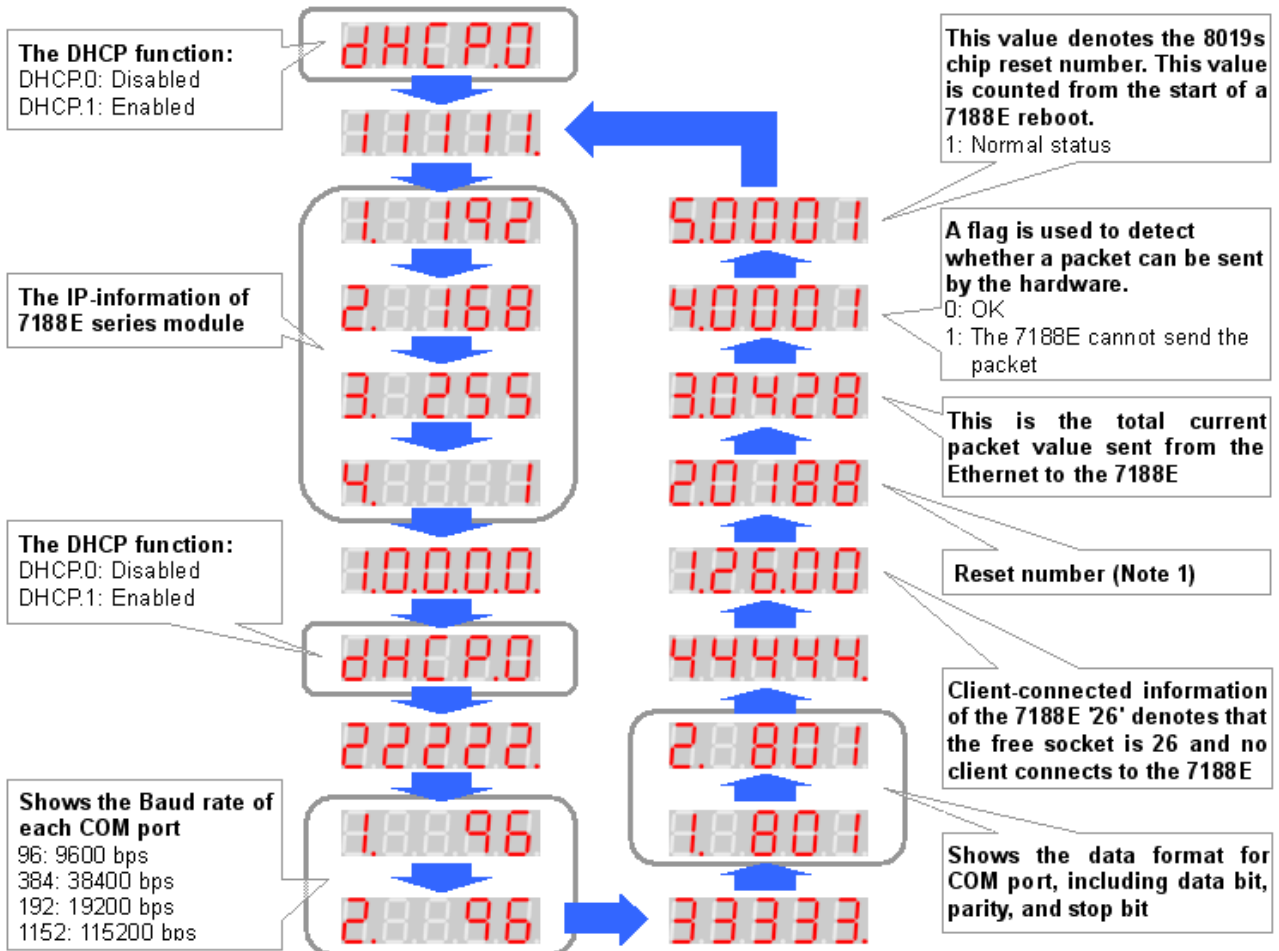 The DHCP function:
DHCP.0: Disabled
DHCP.1: Enabled
dHCP.0
11111.
1. 192
2. 168
3. 255
4. 1
The IP-information of
7188E series module
1.0.0.0.
The DHCP function:
DHCP.0: Disabled
DHCP.1: Enabled
dHCP.0
22222.
1. 96
2. 96
Shows the Baud rate of
each COM port
96: 9600 bps
384: 38400 bps
192: 19200 bps
1152: 115200 bps
33333.
1. 801
2. 801
Shows the data format for
COM port, including data bit,
parity, and stop bit
44444.
1.26.00
Client-connected information
of the 7188E '26' denotes that
the free socket is 26 and no
client connects to the 7188E
2.0188
Reset number (Note 1)
3.0428
This is the total current
packet value sent from the
Ethernet to the 7188E
4.0001
A flag is used to detect
whether a packet can be sent
by the hardware.
0: OK
1: The 7188E cannot send the
packet
5.0001
This value denotes the 8019s
chip reset number. This value
is counted from the start of a
7188E reboot.
1: Normal status